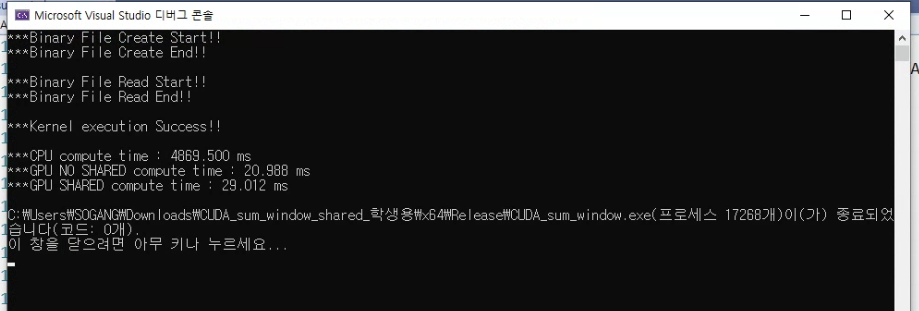 Microsoft Visual Studio 디버그 콘솔
***Binary File Create Start!!
***Binary File Create End!!
***Binary File Read Start!!
***Binary File Read End!!
***Kernel execution Success!!
***CPU compute time : 4869.500 ms
***GPU NO SHARED compute time : 20.988 ms
***GPU SHARED compute time : 29.012 ms
C:₩Users₩SOGANG₩Downloads₩CUDA_sum_window_shared_학생용₩x64₩Release₩CUDA_sum_window.exe(프로세스 17268개)이(가) 종료되었
습니다(코드: 0개).
이 창을 닫으려면 아무 키나 누르세요...